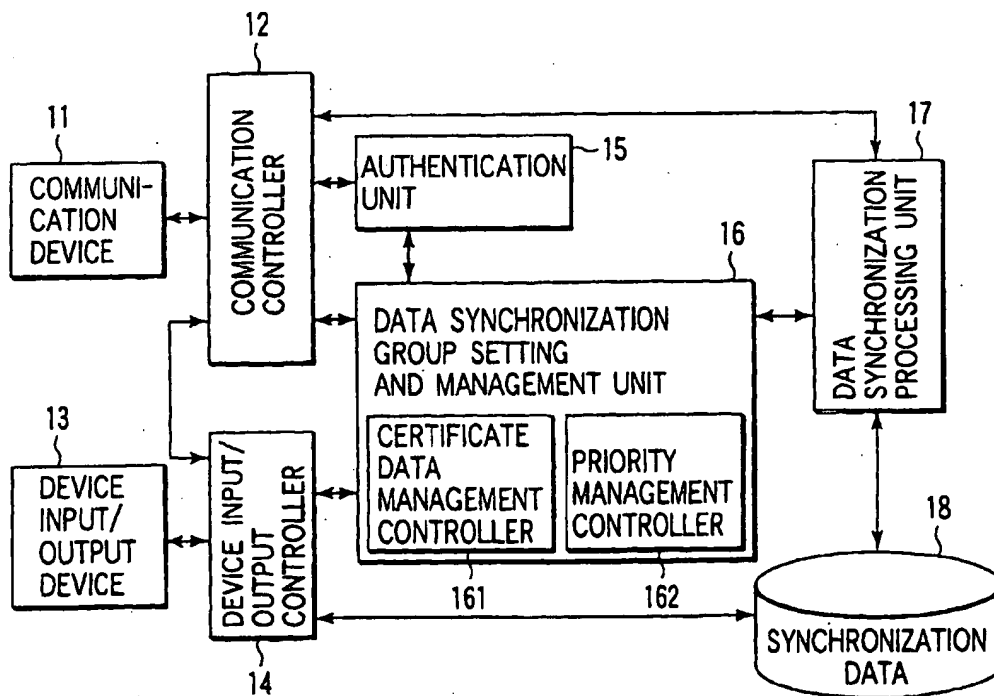 12
11
COMMUNI-
CATION
DEVICE
COMMUNICATION
CONTROLLER
AUTHENTICATION
UNIT
15
17
DATA
SYNCHRONIZATION
PROCESSING UNIT
16
DATA SYNCHRONIZATION
GROUP SETTING
AND MANAGEMENT UNIT
CERTIFICATE
DATA
MANAGEMENT
CONTROLLER
PRIORITY
MANAGEMENT
CONTROLLER
161
162
13
DEVICE
INPUT/
OUTPUT
DEVICE
DEVICE INPUT/
OUTPUT
CONTROLLER
14
18
SYNCHRONIZATION
DATA